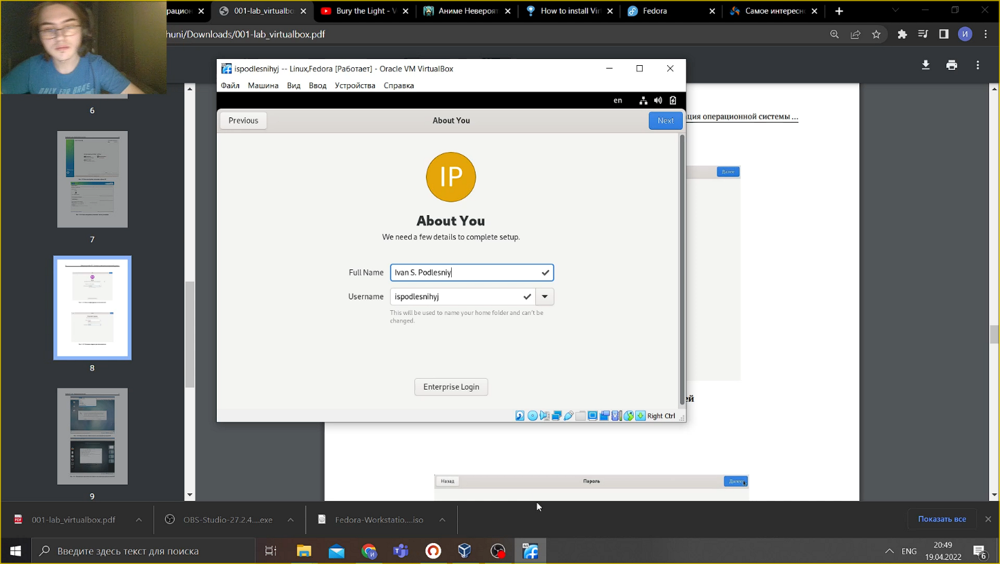 рацион
001-lab_virtualbo
Bury the Light - V
Аниме Невероят
How to install Vir
Fedora
Самое интересн
huni/Downloads/001-lab_virtualbox.pdf
И
ispodlesnihyj -- Linux,Fedora [Работает] - Oracle VM VirtualBox
Файл Машина Вид Ввод Устройства Справка
en
Previous
About You
Next
IP
About You
We need a few details to complete setup.
Full Name
Ivan S. Podlesniy
Username
ispodlesnihyj
This will be used to name your home folder and can't be
changed.
Enterprise Login
Right Ctrl
ция операционной системы ...
Далее
ей
Назад
Пароль
6
7
8
9
001-lab_virtualbox.pdf
OBS-Studio-27.2.4....exe
Fedora-Workstatio....iso
Показать все
Введите здесь текст для поиска
ENG
20:49
19.04.2022
6